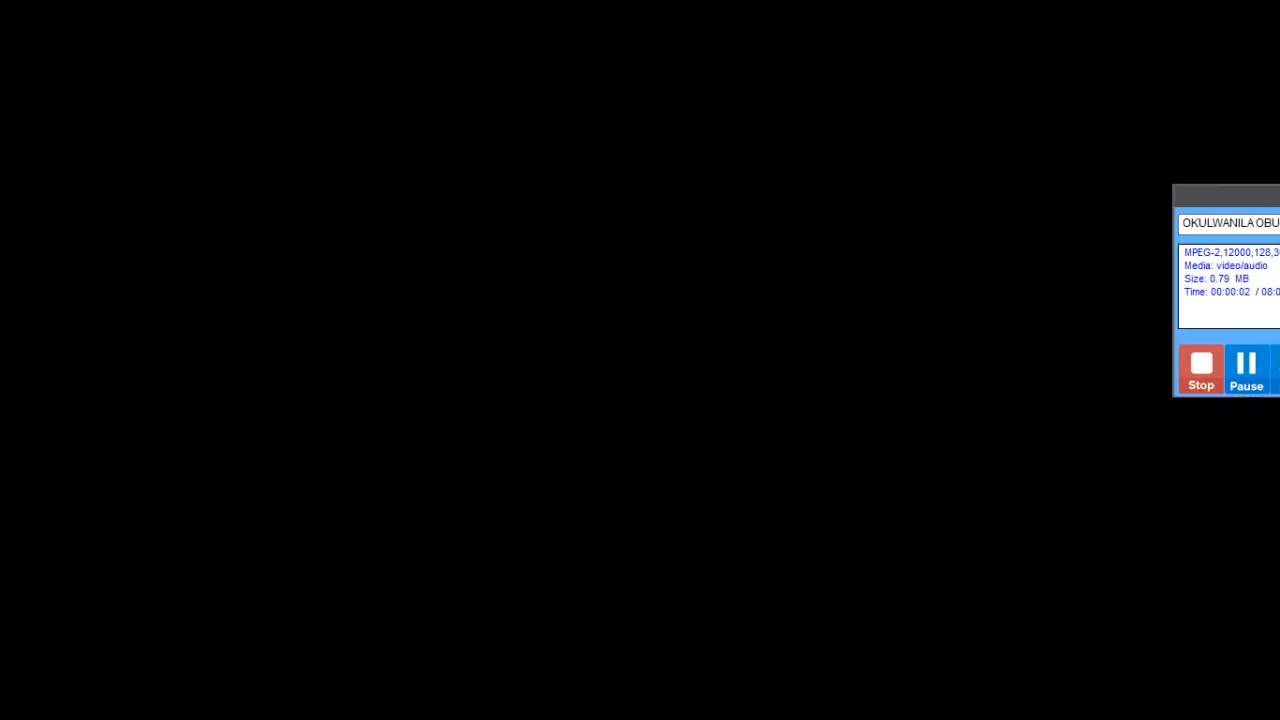 OKULWANILA OBU
MPEG-2,12000,128,3
Media: video/audio
Size: 0.79 MB
Time: 00:00:02 / 08:0
Stop
Pause